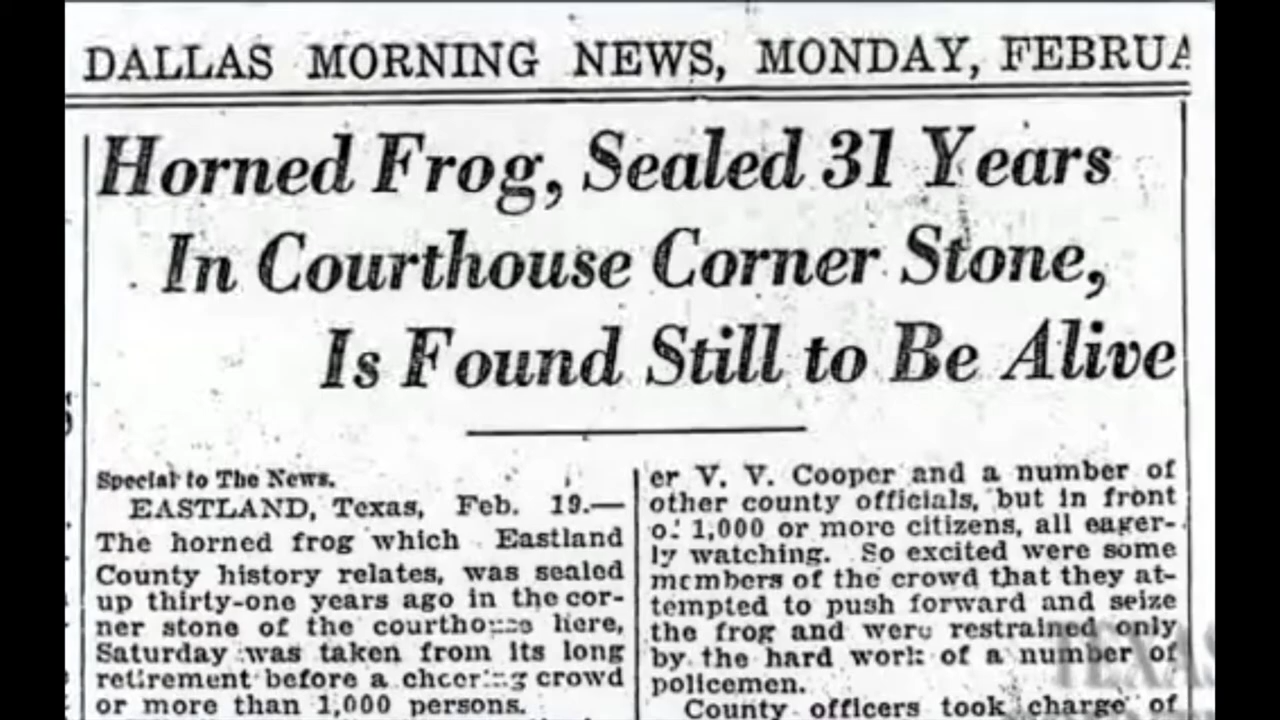 DALLAS MORNING NEWS, MONDAY, FEBRUA
Horned Frog, Sealed 31 Years
In Courthouse Corner Stone,
Is Found Still to Be Alive
Special to The News.
EASTLAND, Texas, Feb. 19.—
The horned frog which Eastland
County history relates, was sealed
up thirty-one years ago in the cor-
ner stone of the courthouse here,
Saturday was taken from its long
retirement before a cheering crowd
or more than 1,000 persons.
er V. V. Cooper and a number of
other county officials, but in front
of 1,000 or more citizens, all eager-
ly watching. So excited were some
members of the crowd that they at-
tempted to push forward and seize
the frog and were restrained only
by the hard work of a number of
policemen.
County officers took charge of
TEXAS